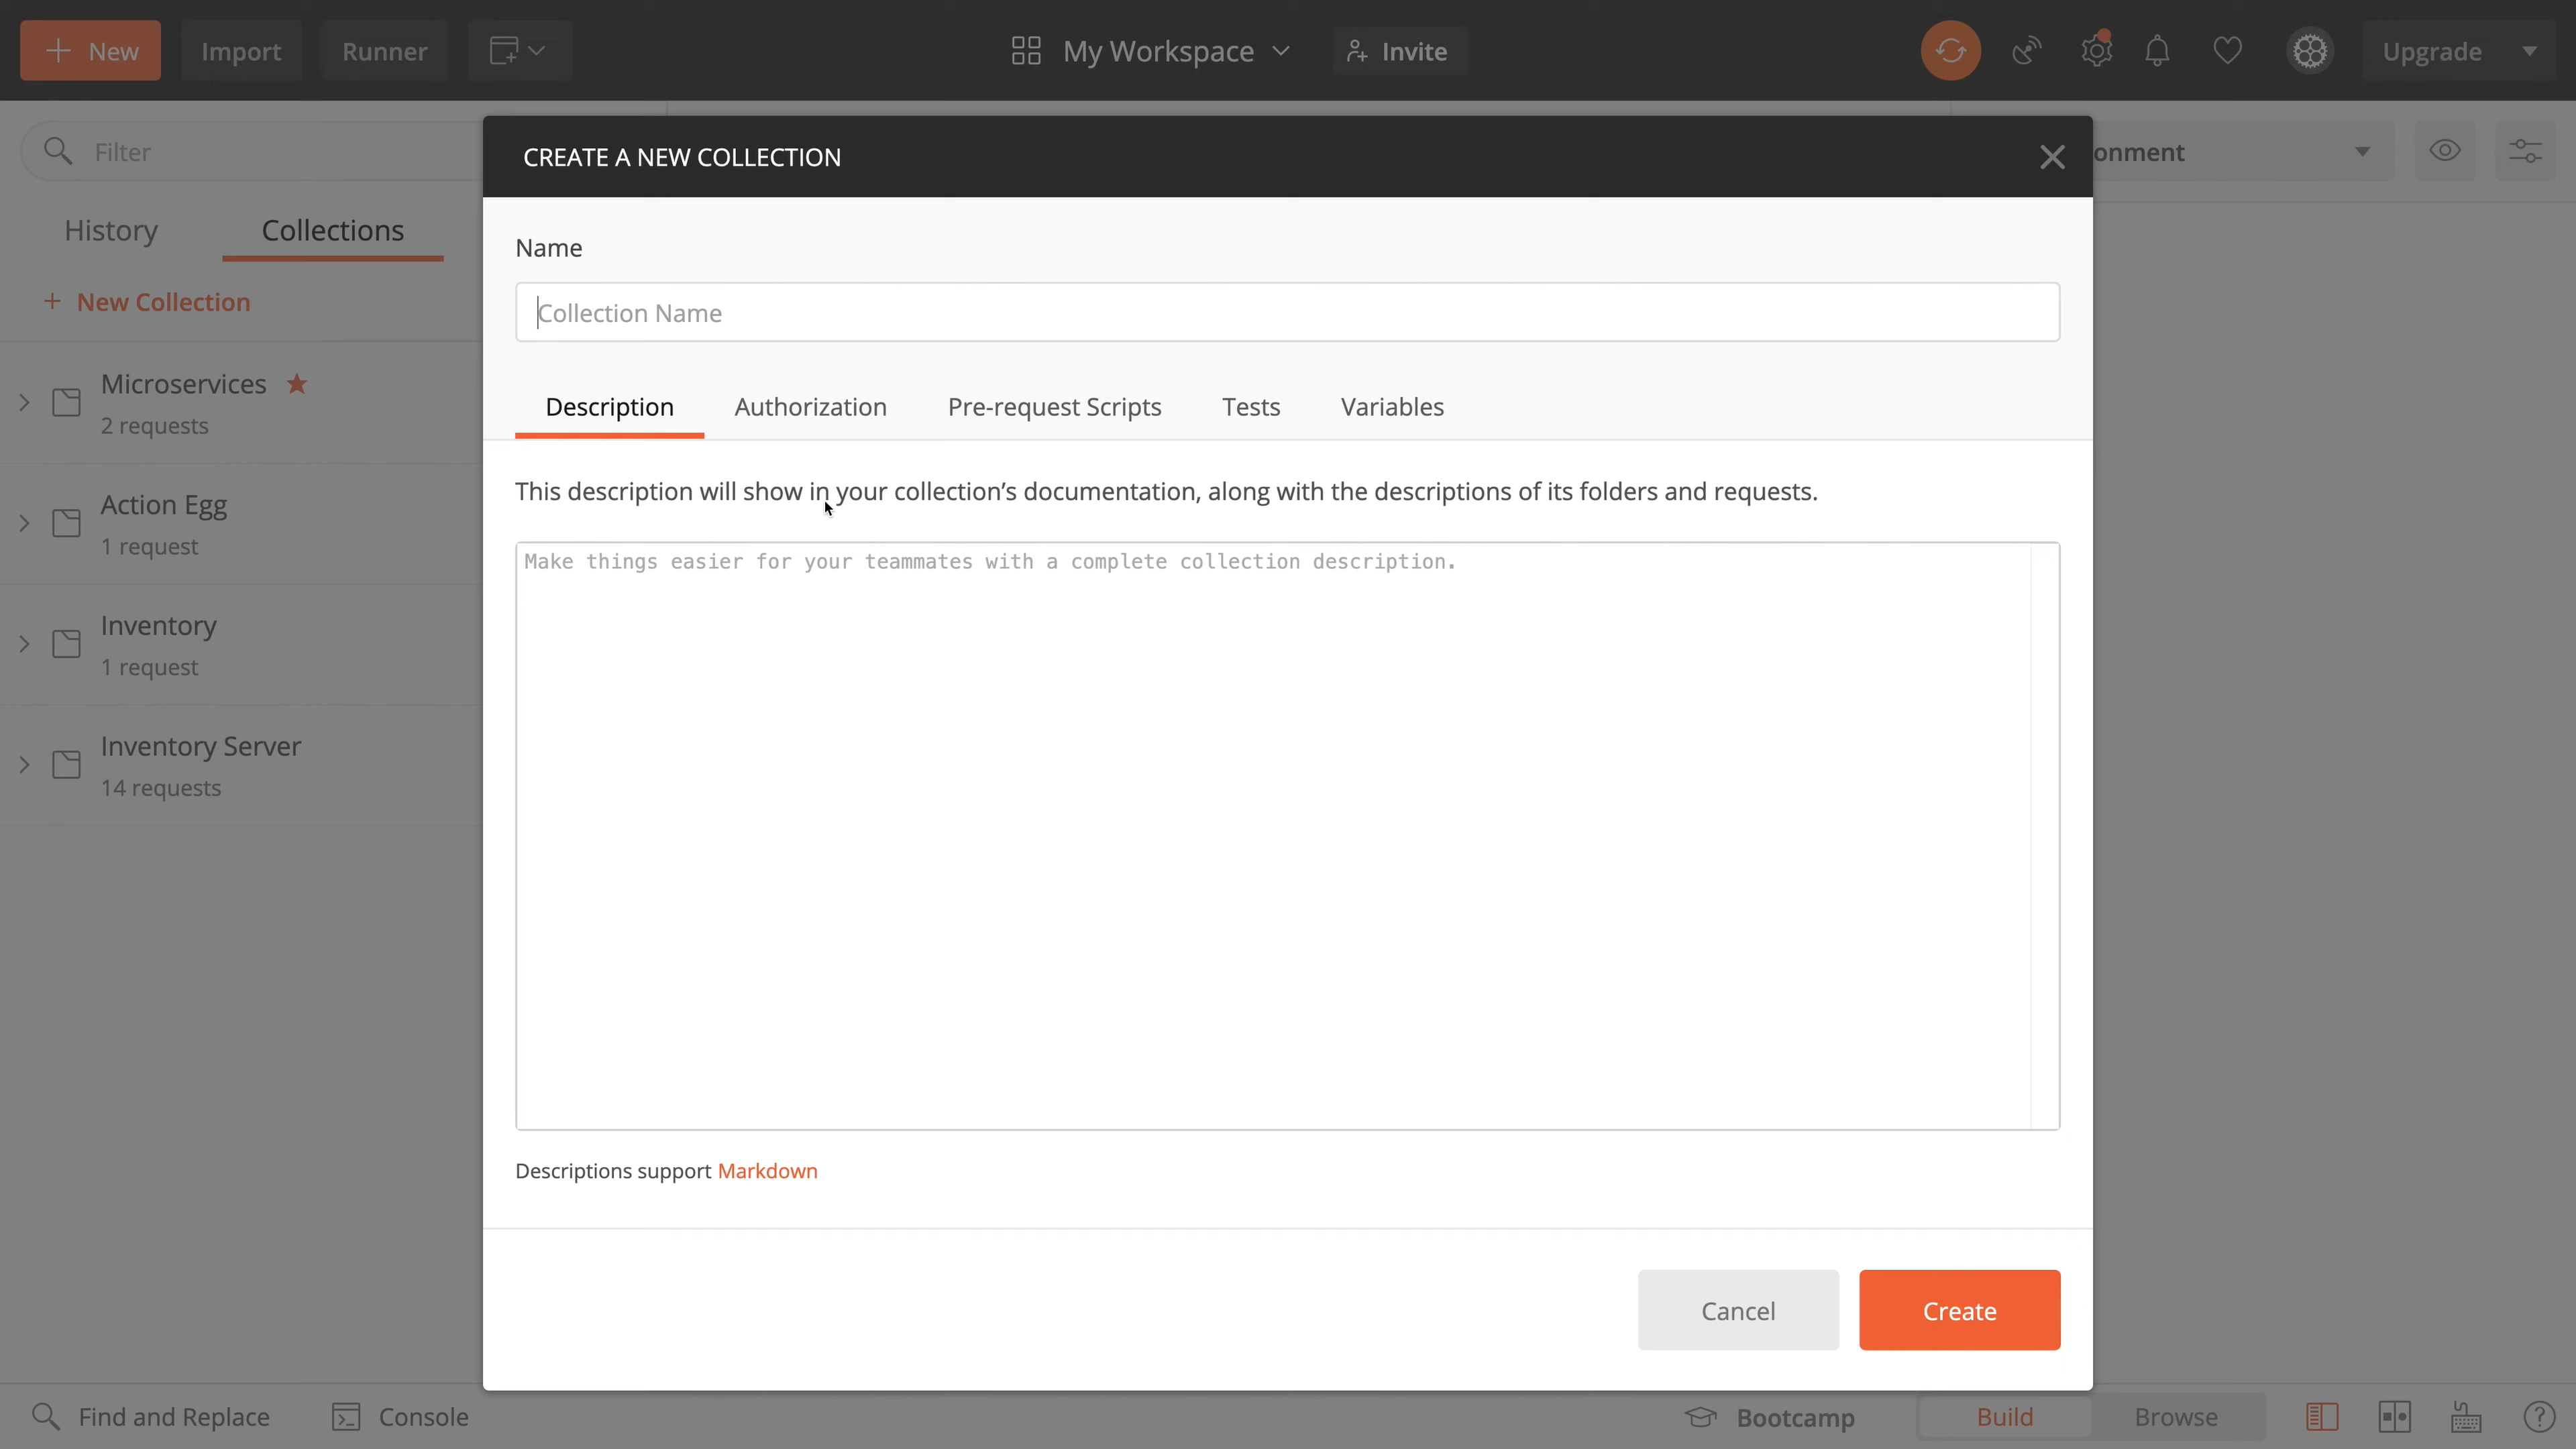 New
Import
Runner
My Workspace
Invite
Upgrade
Filter
onment
History
Collections
New Collection
Microservices
2 requests
Action Egg
1 request
Inventory
1 request
Inventory Server
14 requests
CREATE A NEW COLLECTION
Name
Collection Name
Description
Authorization
Pre-request Scripts
Tests
Variables
This description will show in your collection’s documentation, along with the descriptions of its folders and requests.
Make things easier for your teammates with a complete collection description.
Descriptions support Markdown
Cancel
Create
Find and Replace
Console
Bootcamp
Build
Browse